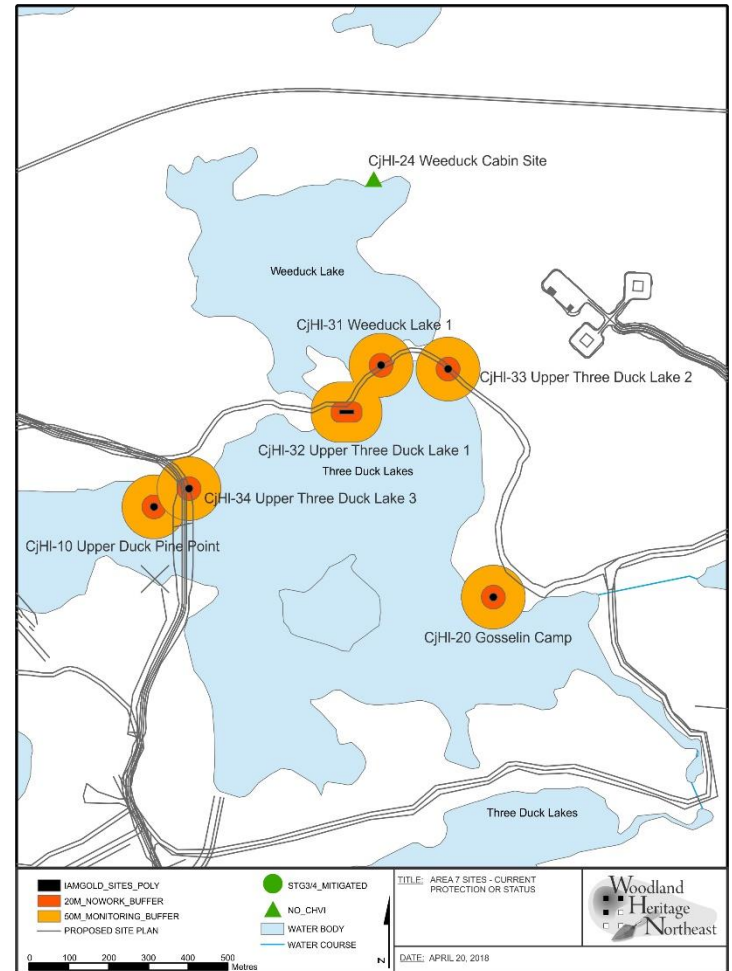 CjHI-24 Weeduck Cabin Site
Weeduck Lake
CjHI-31 Weeduck Lake 1
CjHI-33 Upper Three Duck Lake 2
CjHI-32 Upper Three Duck Lake 1
Three Duck Lakes
CjHI-34 Upper Three Duck Lake 3
CjHI-10 Upper Duck Pine Point
CjHI-20 Gosselin Camp
Three Duck Lakes
IAMGOLD_SITES_POLY
20M_NOWORK_BUFFER
50M_MONITORING_BUFFER
PROPOSED SITE PLAN
0 100 200 300 400 500
Metres
STG3/4_MITIGATED
NO_CHVI
WATER BODY
WATER COURSE
N
TITLE: AREA 7 SITES - CURRENT
PROTECTION OR STATUS
DATE: APRIL 20, 2018
Woodland
Heritage
Northeast